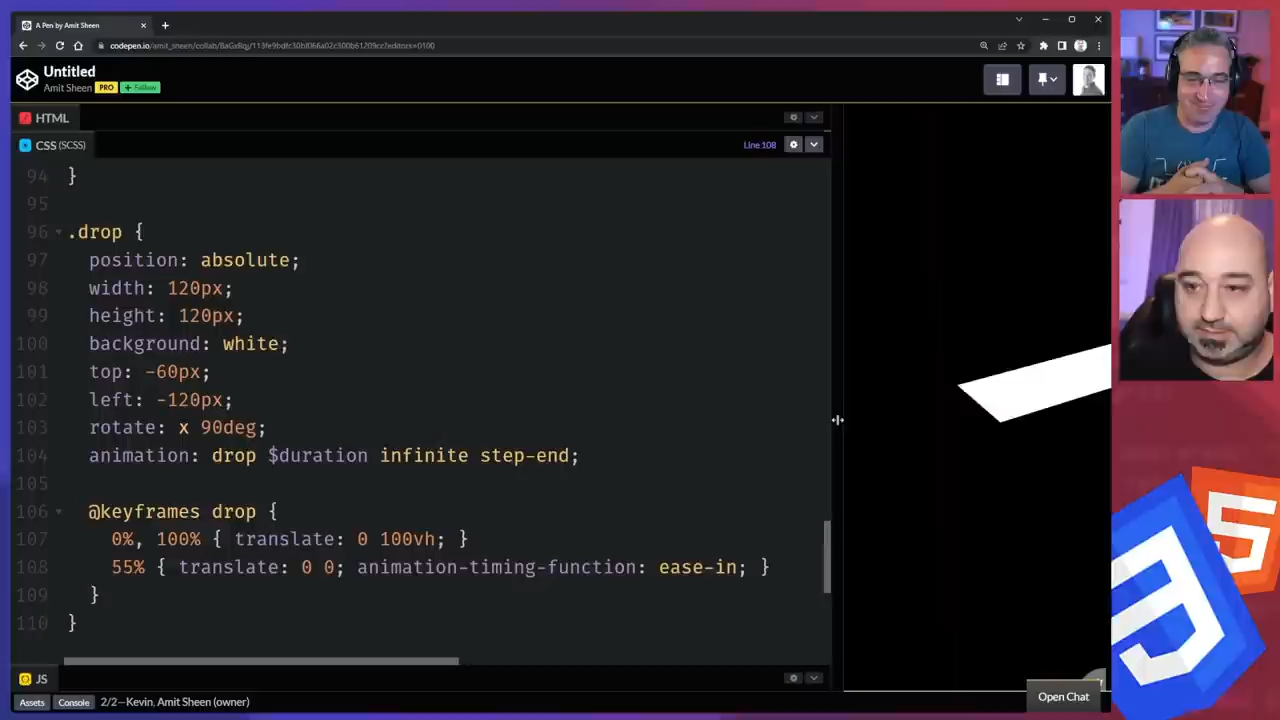 A Pen by Amit Sheen
Untitled
Amit Sheen PRO + Follow
HTML
CSS (SCSS) Line 108
94 }
95
96 .drop {
97 position: absolute;
98 width: 120px;
99 height: 120px;
100 background: white;
101 top: -60px;
102 left: -120px;
103 rotate: x 90deg;
104 animation: drop $duration infinite step-end;
105
106 @keyframes drop {
107 0%, 100% { translate: 0 100vh; }
108 55% { translate: 0 0; animation-timing-function: ease-in; }
109 }
110 }
JS
Assets Console 2/2—Kevin, Amit Sheen (owner)
Open Chat